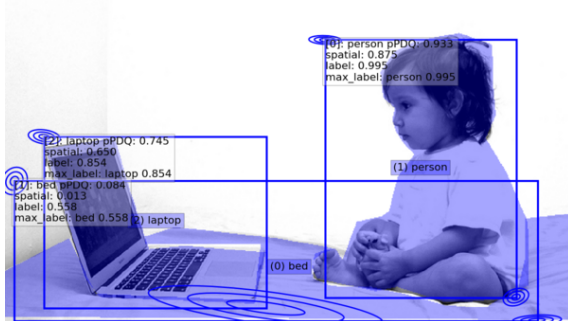 [0]: person pPDQ: 0.933
spatial: 0.875
label: 0.995
max_label: person 0.995
[2]: laptop pPDQ: 0.745
spatial: 0.650
label: 0.854
max_label: laptop 0.854
(1) person
[1]: bed pPDQ: 0.084
spatial: 0.013
label: 0.558
max_label: bed 0.558
(2) laptop
(0) bed